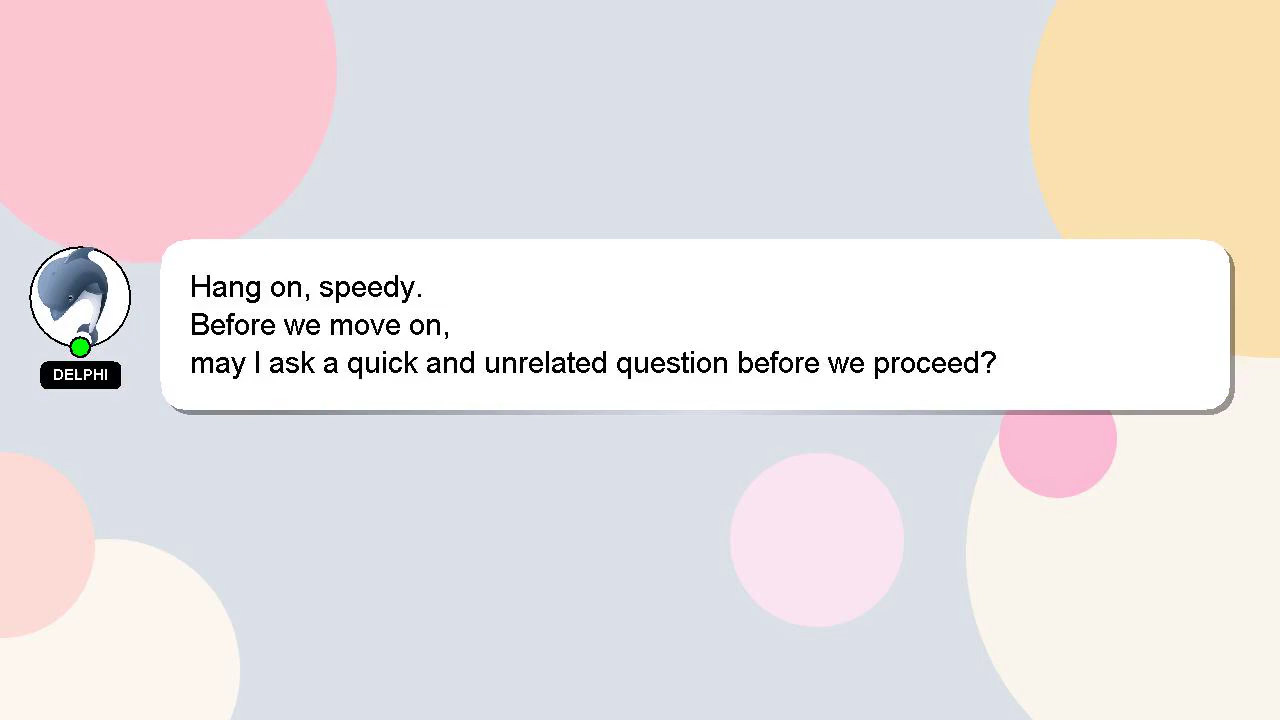 Hang on, speedy.
Before we move on,
may I ask a quick and unrelated question before we proceed?
DELPHI